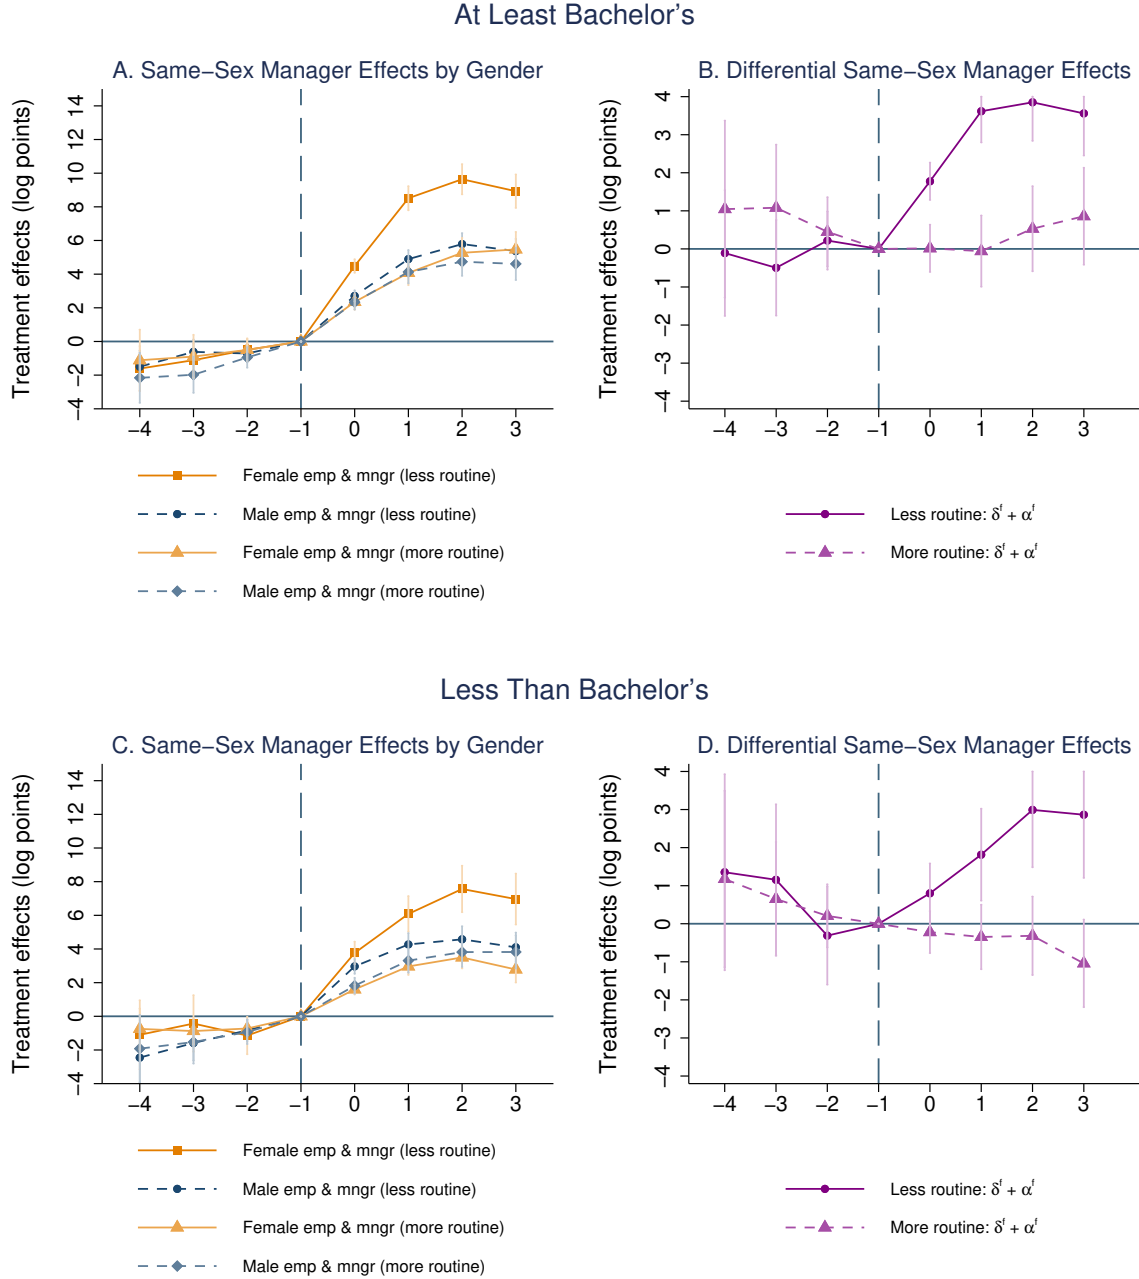 At Least Bachelor's
A. Same−Sex Manager Effects by Gender
Treatment effects (log points)
14
12
10
8
6
4
2
0
−2
−4
−4 −3 −2 −1 0 1 2 3
Female emp & mngr (less routine)
Male emp & mngr (less routine)
Female emp & mngr (more routine)
Male emp & mngr (more routine)
B. Differential Same−Sex Manager Effects
Treatment effects (log points)
4
3
2
1
0
−1
−2
−3
−4
−4 −3 −2 −1 0 1 2 3
Less routine: δᶠ + αᶠ
More routine: δᶠ + αᶠ
Less Than Bachelor's
C. Same−Sex Manager Effects by Gender
Treatment effects (log points)
14
12
10
8
6
4
2
0
−2
−4
−4 −3 −2 −1 0 1 2 3
Female emp & mngr (less routine)
Male emp & mngr (less routine)
Female emp & mngr (more routine)
Male emp & mngr (more routine)
D. Differential Same−Sex Manager Effects
Treatment effects (log points)
4
3
2
1
0
−1
−2
−3
−4
−4 −3 −2 −1 0 1 2 3
Less routine: δᶠ + αᶠ
More routine: δᶠ + αᶠ